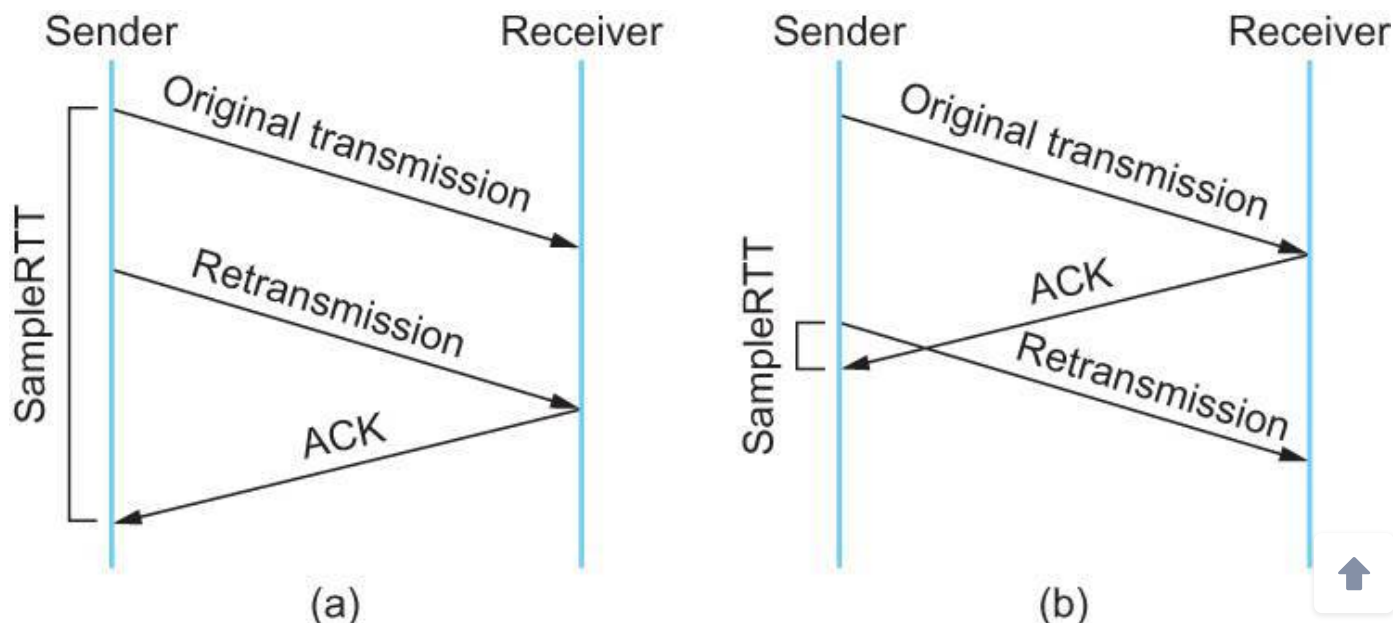 Sender
Receiver
Original transmission
Retransmission
ACK
SampleRTT
(a)
Sender
Receiver
Original transmission
ACK
Retransmission
SampleRTT
(b)